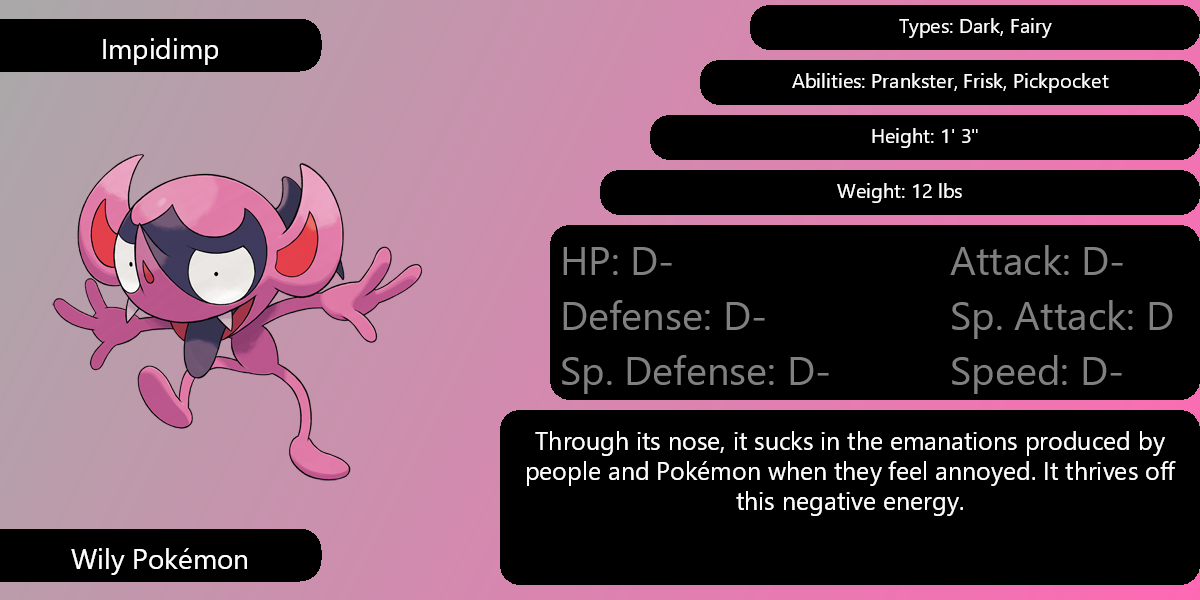 Impidimp
Types: Dark, Fairy
Abilities: Prankster, Frisk, Pickpocket
Height: 1' 3"
Weight: 12 lbs
HP: D-
Attack: D-
Defense: D-
Sp. Attack: D
Sp. Defense: D-
Speed: D-
Through its nose, it sucks in the emanations produced by
people and Pokémon when they feel annoyed. It thrives off
this negative energy.
Wily Pokémon